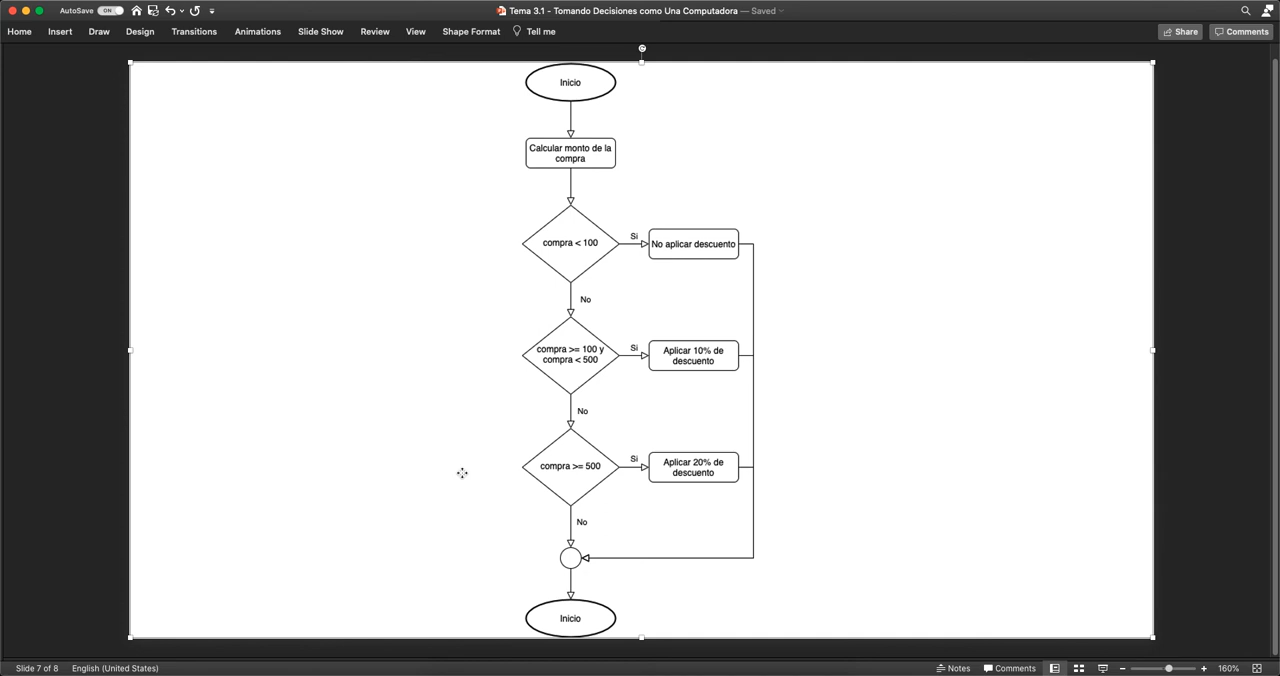 AutoSave ON
Tema 3.1 - Tomando Decisiones como Una Computadora — Saved
Home Insert Draw Design Transitions Animations Slide Show Review View Shape Format Tell me Share Comments
Inicio
Calcular monto de la
compra
compra < 100
Si
No aplicar descuento
No
compra >= 100 y
compra < 500
Si
Aplicar 10% de
descuento
No
compra >= 500
Si
Aplicar 20% de
descuento
No
Inicio
Slide 7 of 8 English (United States) Notes Comments 160%